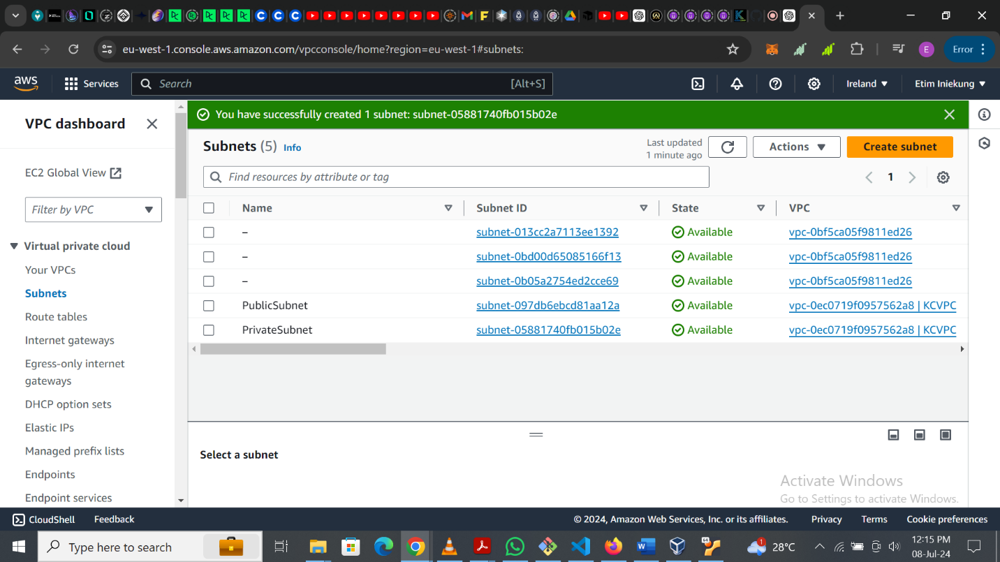 eu-west-1.console.aws.amazon.com/vpcconsole/home?region=eu-west-1#subnets:
E
Error
aws
Services
Search
[Alt+S]
Ireland
Etim Iniekung
VPC dashboard
EC2 Global View
Filter by VPC
Virtual private cloud
Your VPCs
Subnets
Route tables
Internet gateways
Egress-only internet
gateways
DHCP option sets
Elastic IPs
Managed prefix lists
Endpoints
Endpoint services
You have successfully created 1 subnet: subnet-05881740fb015b02e
Subnets (5) Info
Last updated
1 minute ago
Actions
Create subnet
Find resources by attribute or tag
1
Name Subnet ID State VPC
– subnet-013cc2a7113ee1392 Available vpc-0bf5ca05f9811ed26
– subnet-0bd00d65085166f13 Available vpc-0bf5ca05f9811ed26
– subnet-0b05a2754ed2cce69 Available vpc-0bf5ca05f9811ed26
PublicSubnet subnet-097db6ebcd81aa12a Available vpc-0ec0719f0957562a8 | KCVPC
PrivateSubnet subnet-05881740fb015b02e Available vpc-0ec0719f0957562a8 | KCVPC
Select a subnet
Activate Windows
Go to Settings to activate Windows.
CloudShell Feedback
© 2024, Amazon Web Services, Inc. or its affiliates. Privacy Terms Cookie preferences
Type here to search
1
28°C
12:15 PM
08-Jul-24